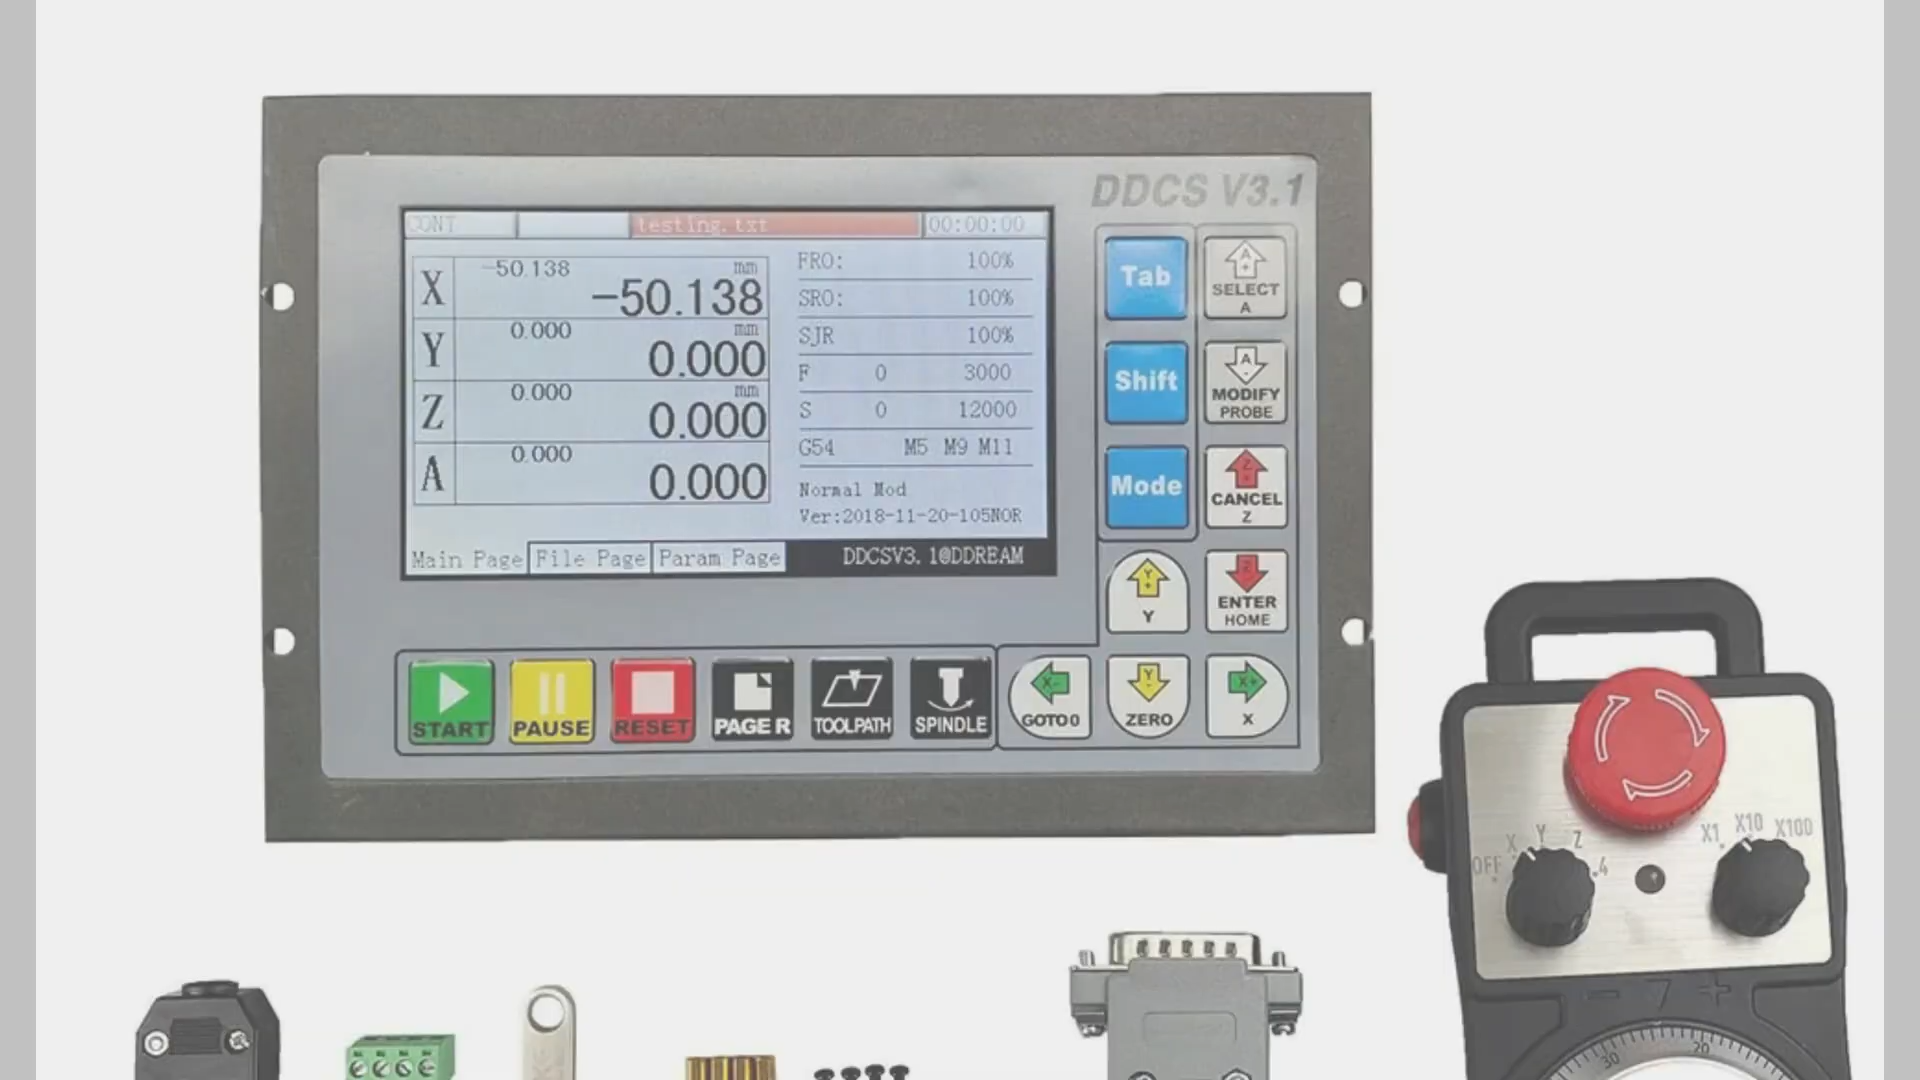 DDCS V3.1
CONT testing.txt 00:00:00
X -50.138 mm -50.138
Y 0.000 mm 0.000
Z 0.000 mm 0.000
A 0.000 0.000
FRO: 100%
SRO: 100%
SJR 100%
F 0 3000
S 0 12000
G54 M5 M9 M11
Normal Mod
Ver:2018-11-20-105NOR
Main Page File Page Param Page DDCSV3.1@DDREAM
Tab
A+
SELECT
A
Shift
A-
MODIFY
PROBE
Mode
Z+
CANCEL
Z
Y+
Y
Z-
ENTER
HOME
START PAUSE RESET PAGE R TOOLPATH SPINDLE
X- GOTO0
Y- ZERO
X+ X
OFF X Y Z 4
X1 X10 X100
- +
30 20